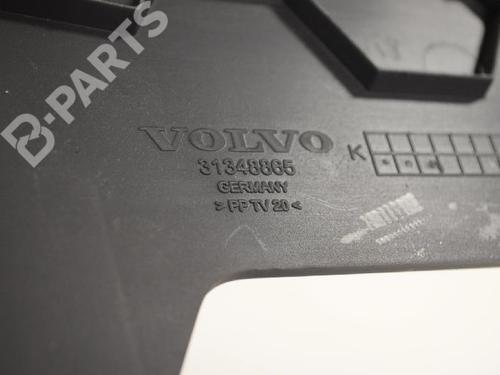 B-PARTS
VOLVO
31348865
GERMANY
>PP TV 20<
K